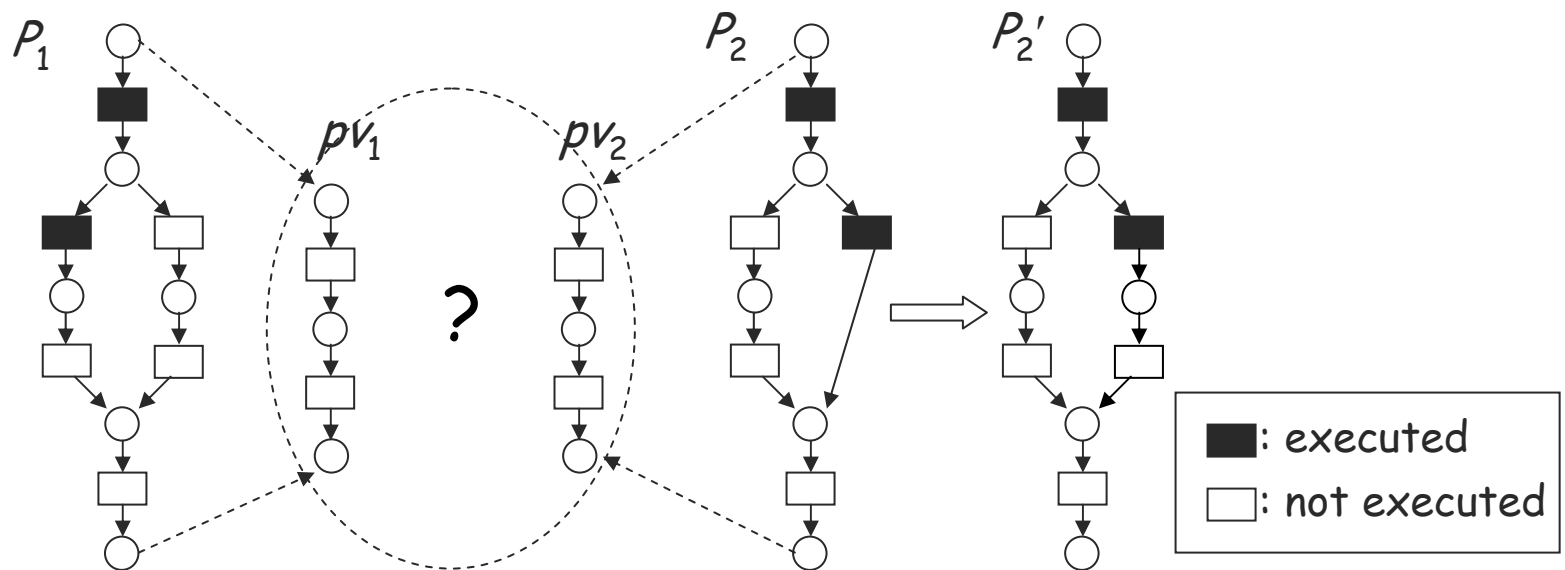 P₁
pv₁
?
pv₂
P₂
P₂'
: executed
: not executed